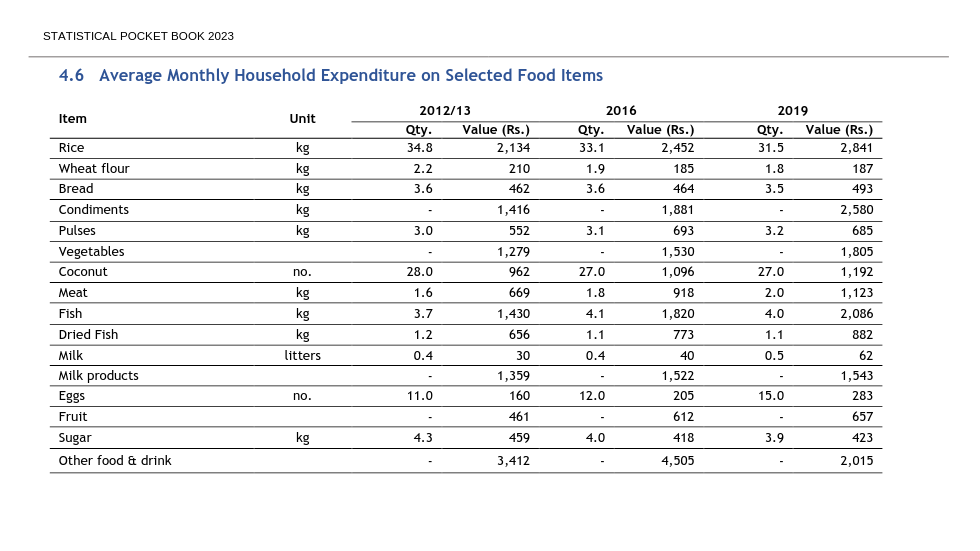 STATISTICAL POCKET BOOK 2023
4.6 Average Monthly Household Expenditure on Selected Food Items
Item Unit 2012/13 2016 2019
Qty. Value (Rs.) Qty. Value (Rs.) Qty. Value (Rs.)
Rice kg 34.8 2,134 33.1 2,452 31.5 2,841
Wheat flour kg 2.2 210 1.9 185 1.8 187
Bread kg 3.6 462 3.6 464 3.5 493
Condiments kg - 1,416 - 1,881 - 2,580
Pulses kg 3.0 552 3.1 693 3.2 685
Vegetables - 1,279 - 1,530 - 1,805
Coconut no. 28.0 962 27.0 1,096 27.0 1,192
Meat kg 1.6 669 1.8 918 2.0 1,123
Fish kg 3.7 1,430 4.1 1,820 4.0 2,086
Dried Fish kg 1.2 656 1.1 773 1.1 882
Milk litters 0.4 30 0.4 40 0.5 62
Milk products - 1,359 - 1,522 - 1,543
Eggs no. 11.0 160 12.0 205 15.0 283
Fruit - 461 - 612 - 657
Sugar kg 4.3 459 4.0 418 3.9 423
Other food & drink - 3,412 - 4,505 - 2,015